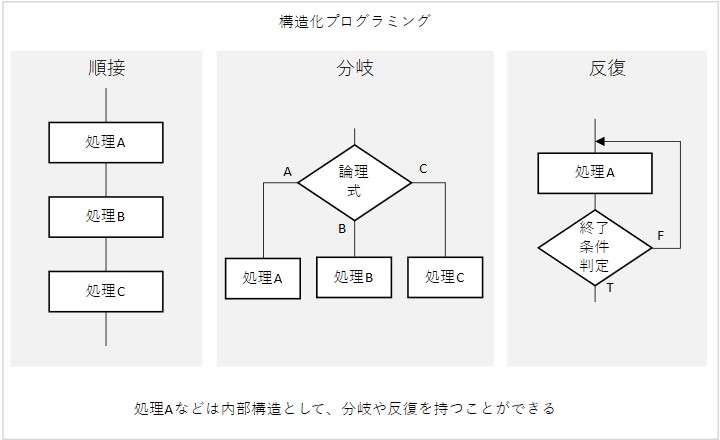 構造化プログラミング
順接
処理A
処理B
処理C
分岐
論理
式
A
B
C
処理A
処理B
処理C
反復
処理A
終了
条件
判定
F
T
処理Aなどは内部構造として、分岐や反復を持つことができる